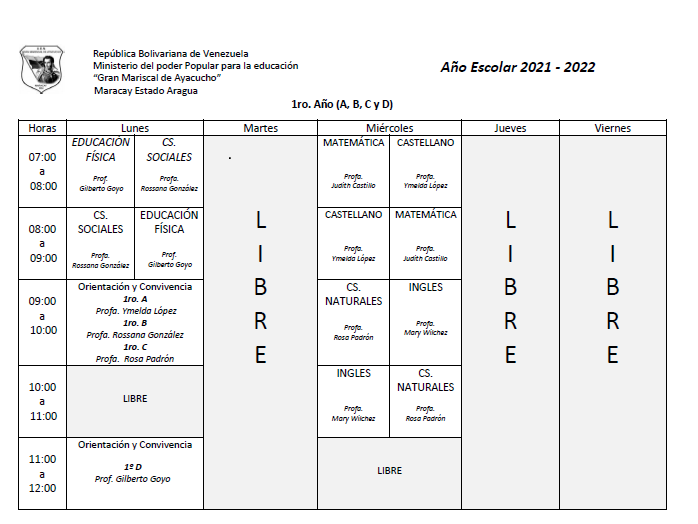 República Bolivariana de Venezuela
Ministerio del poder Popular para la educación
“Gran Mariscal de Ayacucho”
Maracay Estado Aragua
Año Escolar 2021 - 2022
1ro. Año (A, B, C y D)
Horas Lunes Martes Miércoles Jueves Viernes
07:00
a
08:00
EDUCACIÓN
FÍSICA
Prof.
Gilberto Goyo
CS.
SOCIALES
Profa.
Rossana González
MATEMÁTICA
Profa.
Judith Castillo
CASTELLANO
Profa.
Ymelda López
08:00
a
09:00
CS.
SOCIALES
Profa.
Rossana González
EDUCACIÓN
FÍSICA
Prof.
Gilberto Goyo
L
I
B
R
E
CASTELLANO
Profa.
Ymelda López
MATEMÁTICA
Profa.
Judith Castillo
L
I
B
R
E
L
I
B
R
E
09:00
a
10:00
Orientación y Convivencia
1ro. A
Profa. Ymelda López
1ro. B
Profa. Rossana González
1ro. C
Profa. Rosa Padrón
CS.
NATURALES
Profa.
Rosa Padrón
INGLES
Profa.
Mary Wilchez
10:00
a
11:00
LIBRE
INGLES
Profa.
Mary Wilchez
CS.
NATURALES
Profa.
Rosa Padrón
11:00
a
12:00
Orientación y Convivencia
1º D
Prof. Gilberto Goyo
LIBRE